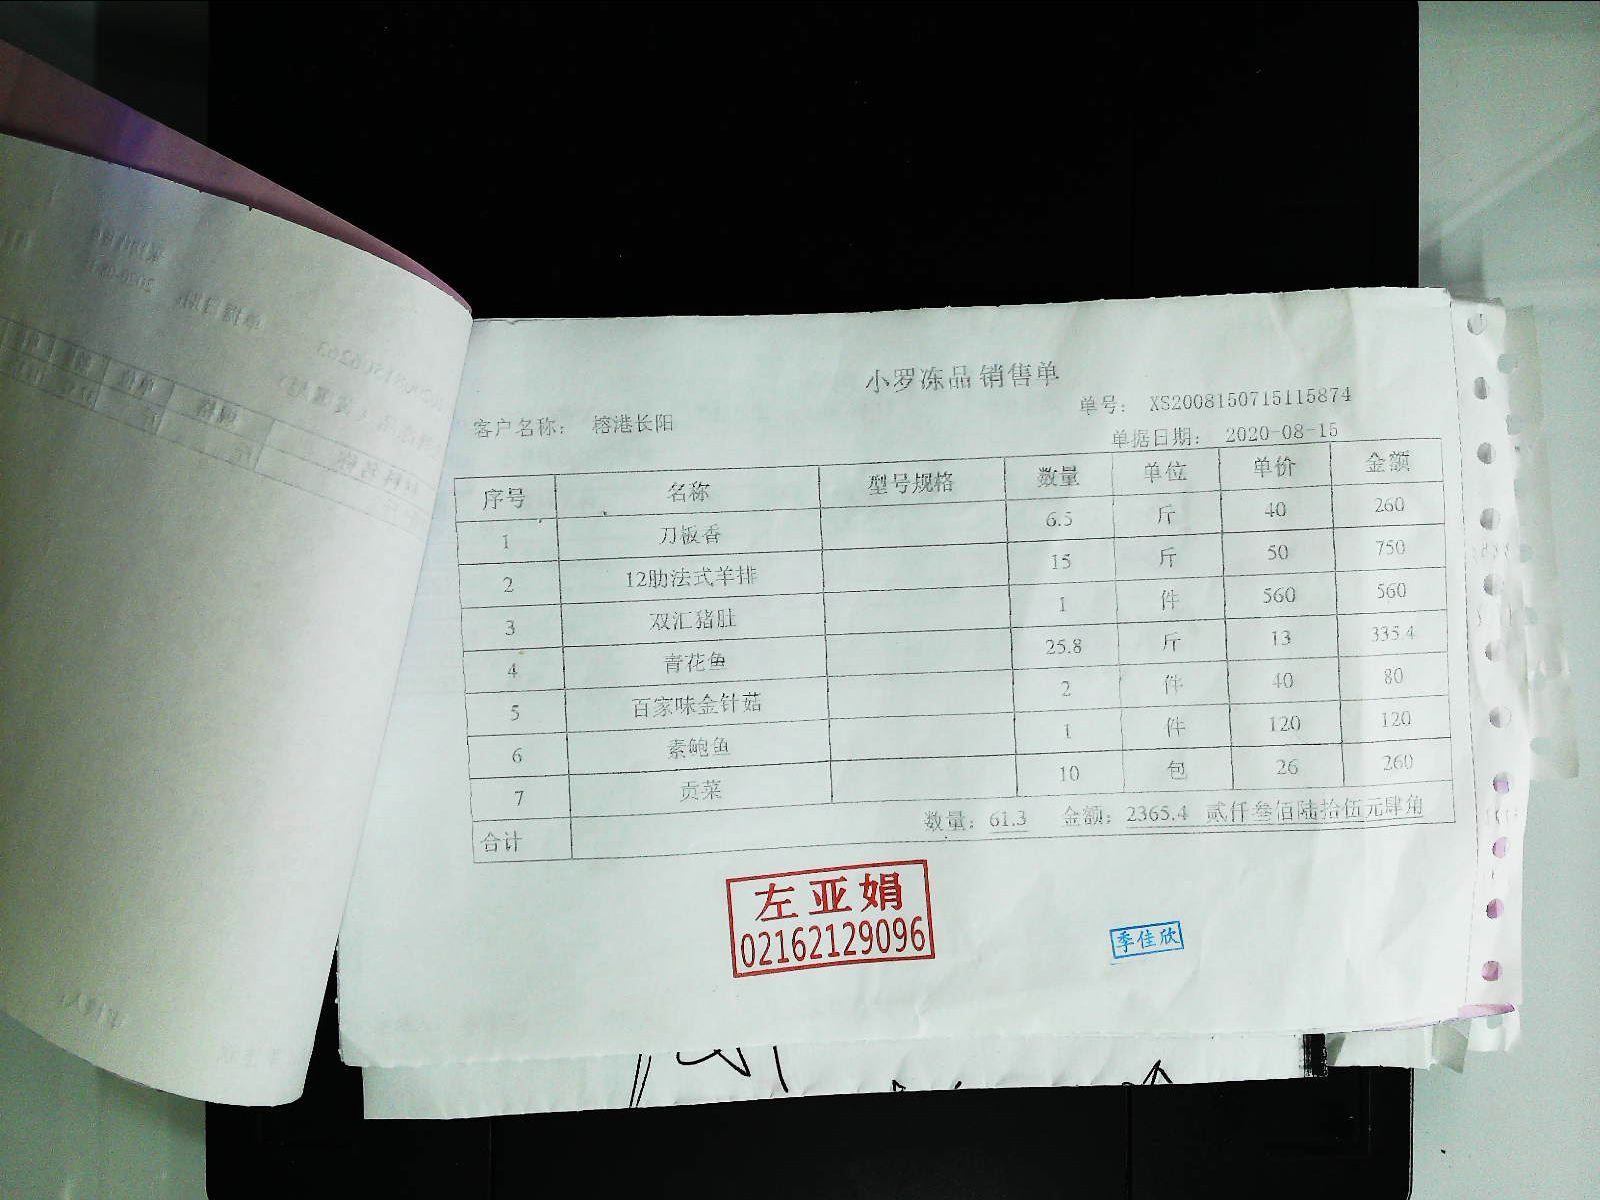 小罗冻品 销售单
单号： XS2008150715115874
客户名称： 榕港长阳
单据日期： 2020-08-15
序号 名称 型号规格 数量 单位 单价 金额
1 刀板香 6.5 斤 40 260
2 12肋法式羊排 15 斤 50 750
3 双汇猪肚 1 件 560 560
4 青花鱼 25.8 斤 13 335.4
5 百家味金针菇 2 件 40 80
6 素鲍鱼 1 件 120 120
7 贡菜 10 包 26 260
合计 数量：61.3 金额：2365.4 贰仟叁佰陆拾伍元肆角
左亚娟
02162129096
季佳欣